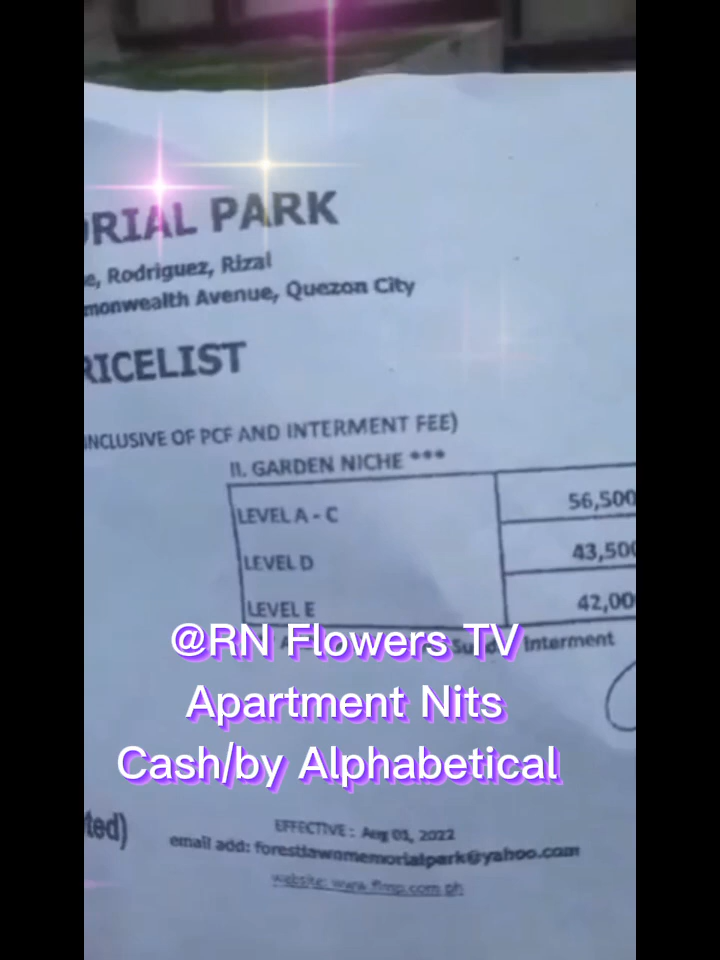 ORIAL PARK
e, Rodriguez, Rizal
monwealth Avenue, Quezon City
RICELIST
INCLUSIVE OF PCF AND INTERMENT FEE)
II. GARDEN NICHE ***
LEVEL A - C 56,500
LEVEL D 43,500
LEVEL E 42,00
Interment
@RN Flowers TV
Apartment Nits
Cash/by Alphabetical
ted)
EFFECTIVE : Aug 01, 2022
email add: forestlawnmemorialpark@yahoo.com
website: www.flmp.com.ph